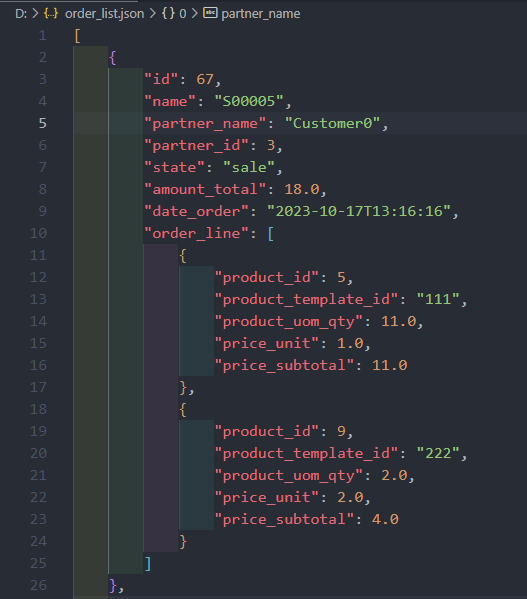 D: > {..} order_list.json > {} 0 > abc partner_name
1 [
2 {
3 "id": 67,
4 "name": "S00005",
5 "partner_name": "Customer0",
6 "partner_id": 3,
7 "state": "sale",
8 "amount_total": 18.0,
9 "date_order": "2023-10-17T13:16:16",
10 "order_line": [
11 {
12 "product_id": 5,
13 "product_template_id": "111",
14 "product_uom_qty": 11.0,
15 "price_unit": 1.0,
16 "price_subtotal": 11.0
17 },
18 {
19 "product_id": 9,
20 "product_template_id": "222",
21 "product_uom_qty": 2.0,
22 "price_unit": 2.0,
23 "price_subtotal": 4.0
24 }
25 ]
26 },